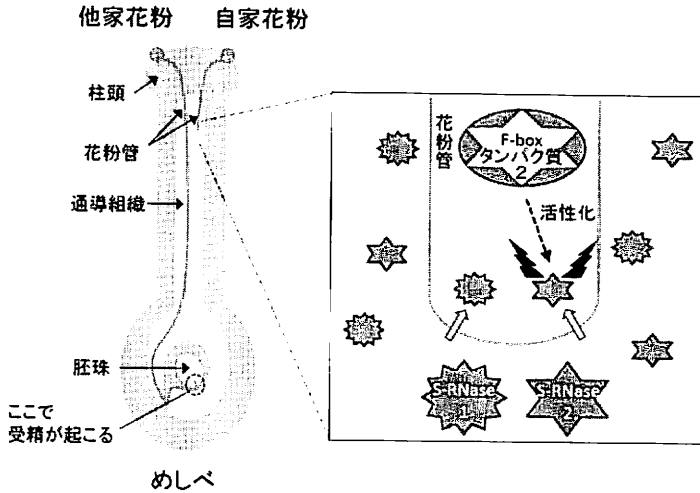 他家花粉 自家花粉
柱頭
花粉管
通導組織
胚珠
ここで
受精が起こる
めしべ
花粉管
F-box
タンパク質
2
活性化
S-RNase
1
S-RNase
2